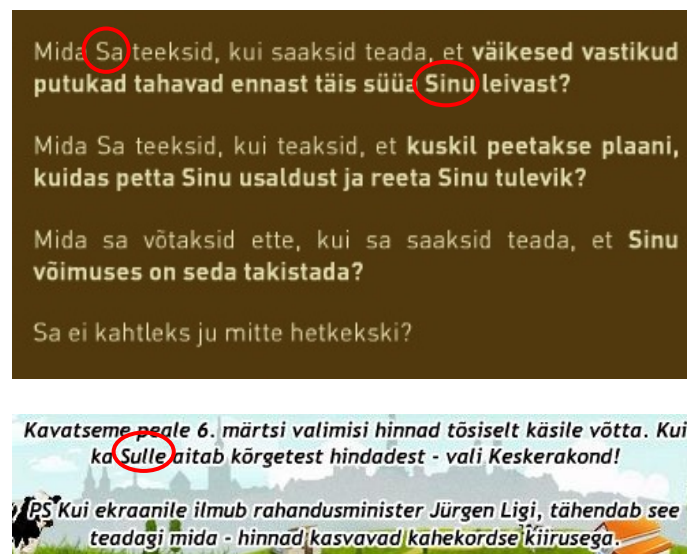 Mida Sa teeksid, kui saaksid teada, et väikesed vastikud
putukad tahavad ennast täis süüa Sinu leivast?
Mida Sa teeksid, kui teaksid, et kuskil peetakse plaani,
kuidas petta Sinu usaldust ja reeta Sinu tulevik?
Mida sa võtaksid ette, kui sa saaksid teada, et Sinu
võimuses on seda takistada?
Sa ei kahtleks ju mitte hetkekski?
Kavatseme peale 6. märtsi valimisi hinnad tõsiselt käsile võtta. Kui
ka Sulle aitab kõrgetest hindadest - vali Keskerakond!
PS Kui ekraanile ilmub rahandusminister Jürgen Ligi, tähendab see
teadagi mida - hinnad kasvavad kahekordse kiirusega.